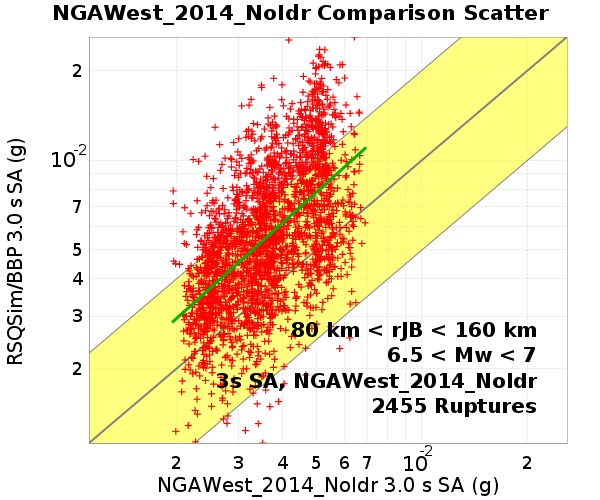 NGAWest_2014_NoIdr Comparison Scatter
RSQSim/BBP 3.0 s SA (g)
2
10-2
7
5
4
3
2
80 km < rJB < 160 km
6.5 < Mw < 7
3s SA, NGAWest_2014_NoIdr
2455 Ruptures
2 3 4 5 6 7 10-2 2
NGAWest_2014_NoIdr 3.0 s SA (g)